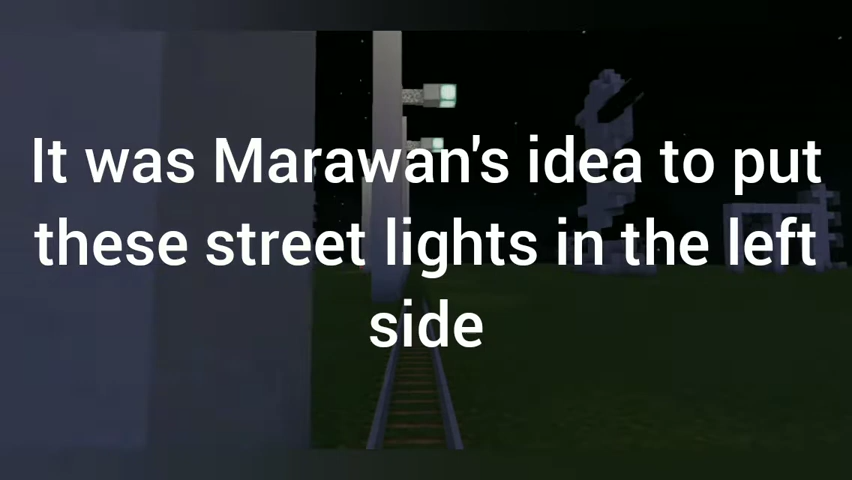 It was Marawan's idea to put
these street lights in the left
side